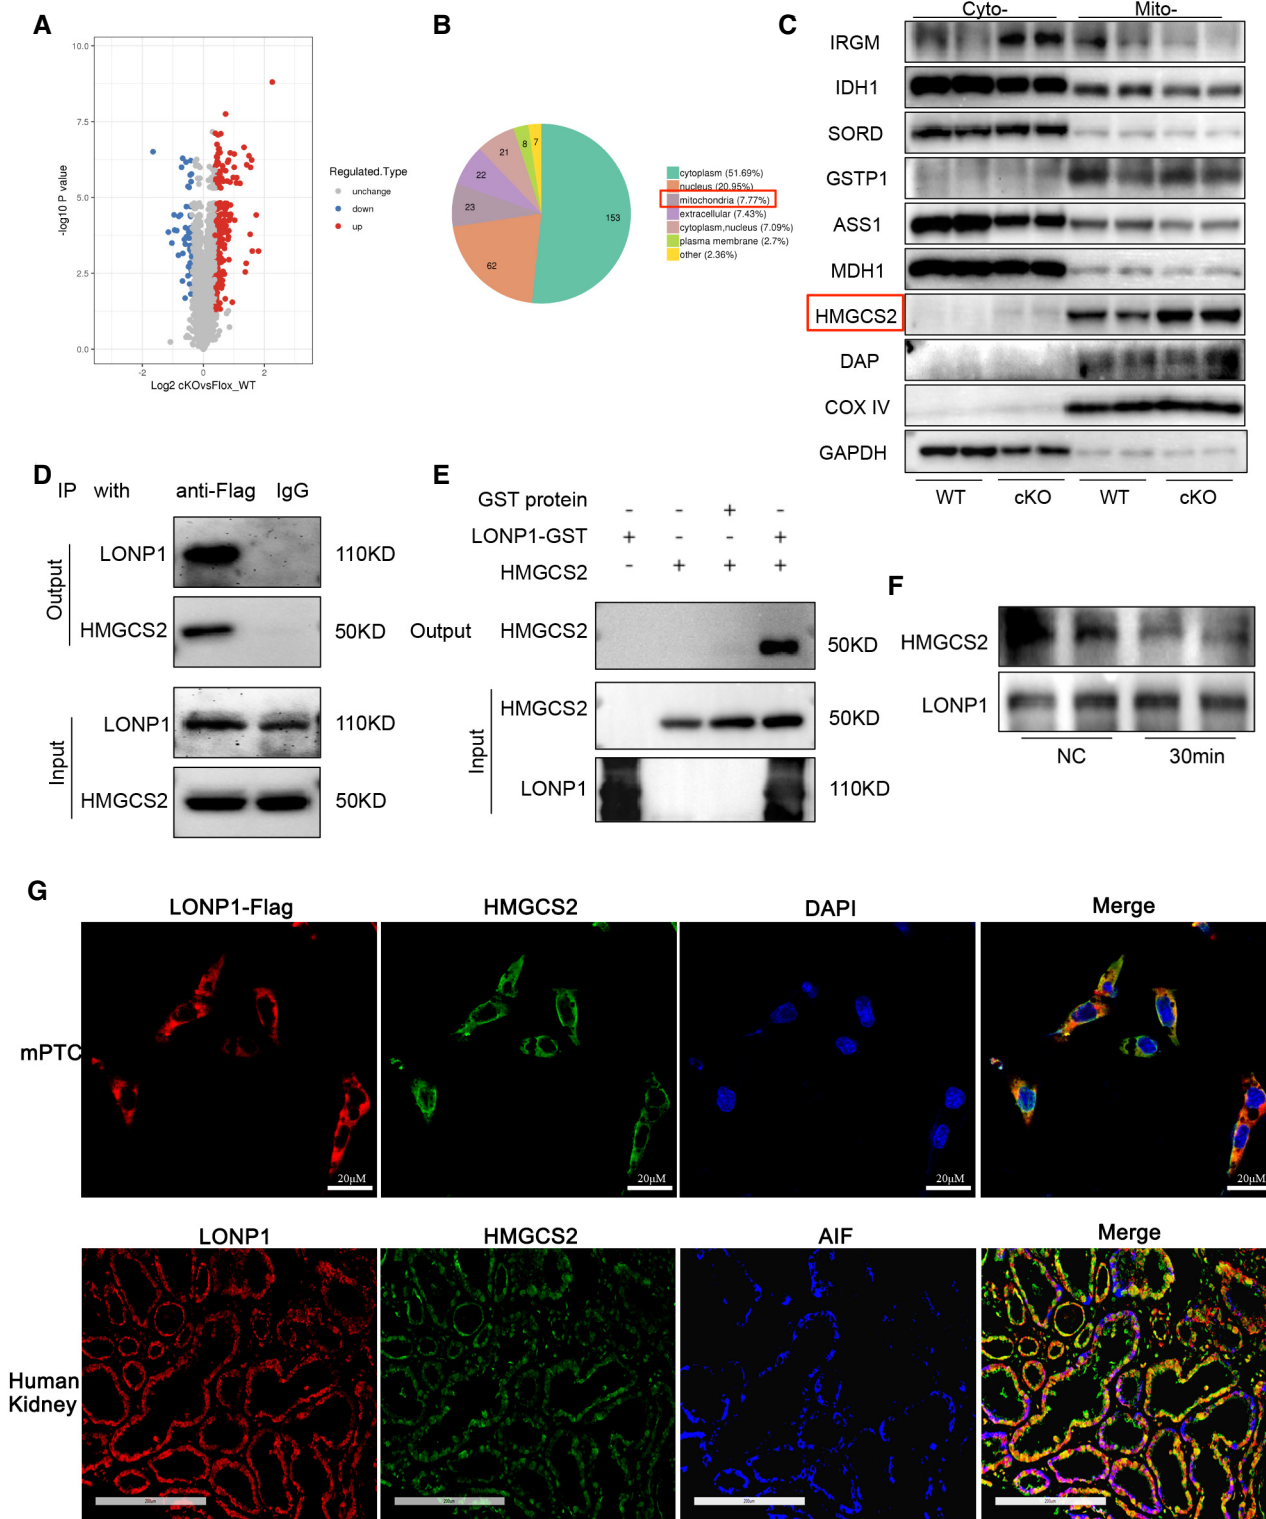 A
10.0
7.5
5.0
2.5
0.0
-log10 P value
-2
0
2
Log2 cKOvsFlox_WT
Regulated.Type
unchange
down
up
B
153
62
23
22
21
8
7
cytoplasm (51.69%)
nucleus (20.95%)
mitochondria (7.77%)
extracellular (7.43%)
cytoplasm,nucleus (7.09%)
plasma membrane (2.7%)
other (2.36%)
C
Cyto- Mito-
IRGM
IDH1
SORD
GSTP1
ASS1
MDH1
HMGCS2
DAP
COX IV
GAPDH
WT cKO WT cKO
D
IP with anti-Flag IgG
Output
LONP1 110KD
HMGCS2 50KD
Input
LONP1 110KD
HMGCS2 50KD
E
GST protein - - + -
LONP1-GST + - - +
HMGCS2 - + + +
Output HMGCS2 50KD
Input
HMGCS2 50KD
LONP1 110KD
F
HMGCS2
LONP1
NC 30min
G
LONP1-Flag HMGCS2 DAPI Merge
mPTC
20μM 20μM 20μM 20μM
LONP1 HMGCS2 AIF Merge
Human
Kidney
200um 200um 200um 200um